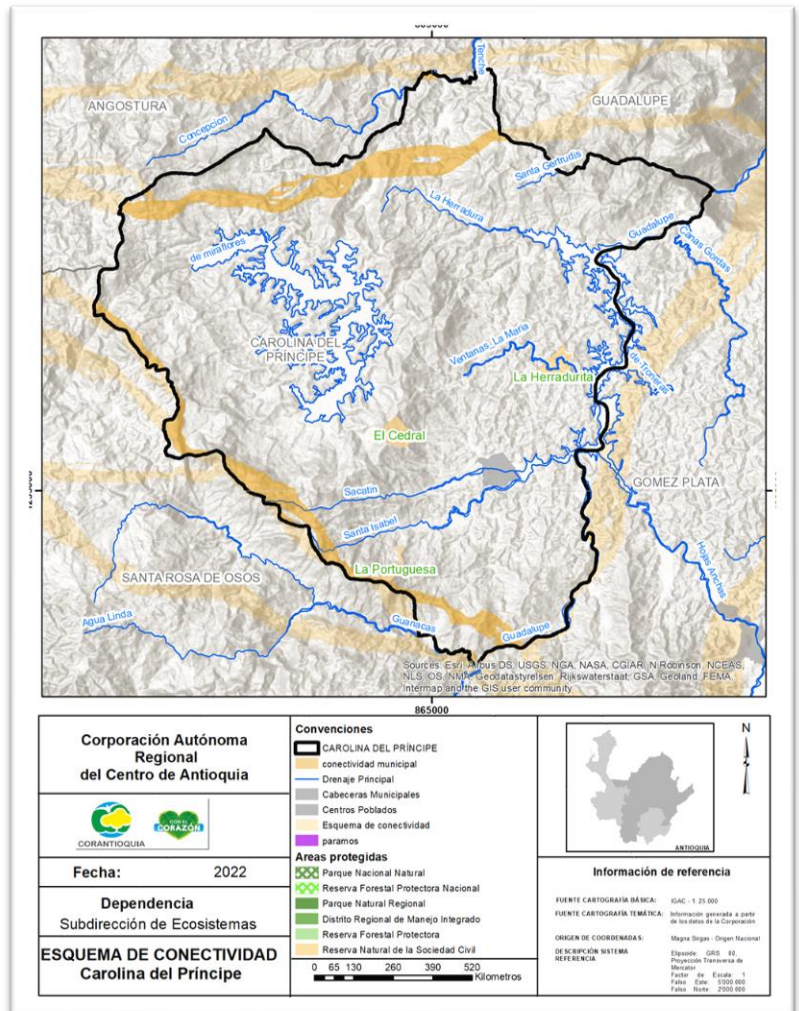 ANGOSTURA
GUADALUPE
Tenche
Concepcion
Santa Gertrudis
La Herradura
Guadalupe
Canas Gordas
de miraflores
CAROLINA DEL
PRÍNCIPE
Ventanas, La Maria
de Troneras
La Herradurita
El Cedral
GOMEZ PLATA
Sacatin
Santa Isabel
La Portuguesa
SANTA ROSA DE OSOS
Hojas Anchas
Agua Linda
Guanacas
Guadalupe
Sources: Esri, Airbus DS, USGS, NGA, NASA, CGIAR, N Robinson, NCEAS,
NLS, OS, NMA, Geodatastyrelsen, Rijkswaterstaat, GSA, Geoland, FEMA,
Intermap and the GIS user community
865000
Corporación Autónoma
Regional
del Centro de Antioquia
CORANTIOQUIA
CON EL
CORAZÓN
Fecha: 2022
Dependencia
Subdirección de Ecosistemas
ESQUEMA DE CONECTIVIDAD
Carolina del Príncipe
Convenciones
CAROLINA DEL PRÍNCIPE
conectividad municipal
Drenaje Principal
Cabeceras Municipales
Centros Poblados
Esquema de conectividad
paramos
Areas protegidas
Parque Nacional Natural
Reserva Forestal Protectora Nacional
Parque Natural Regional
Distrito Regional de Manejo Integrado
Reserva Forestal Protectora
Reserva Natural de la Sociedad Civil
0 65 130 260 390 520
Kilometros
N
ANTIOQUIA
Información de referencia
FUENTE CARTOGRAFÍA BÁSICA: IGAC - 1: 25 000
FUENTE CARTOGRAFÍA TEMÁTICA: Información generada a partir
de los datos de la Corporación
ORIGEN DE COORDENADAS: Magna Sirgas - Origen Nacional
DESCRIPCIÓN SISTEMA
REFERENCIA
Elipsoide: GRS 80,
Proyección Transversa de
Mercator
Factor de Escala: 1
Falso Este: 5'000.000
Falso Norte: 2'000.000